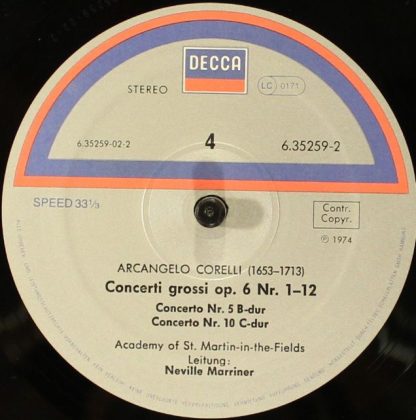 DECCA
STEREO
LC 0171
6.35259-02-2
4
6.35259-2
SPEED 33⅓
Contr.
Copyr.
℗ 1974
ARCANGELO CORELLI (1653–1713)
Concerti grossi op. 6 Nr. 1–12
Concerto Nr. 5 B-dur
Concerto Nr. 10 C-dur
Academy of St. Martin-in-the-Fields
Leitung:
Neville Marriner